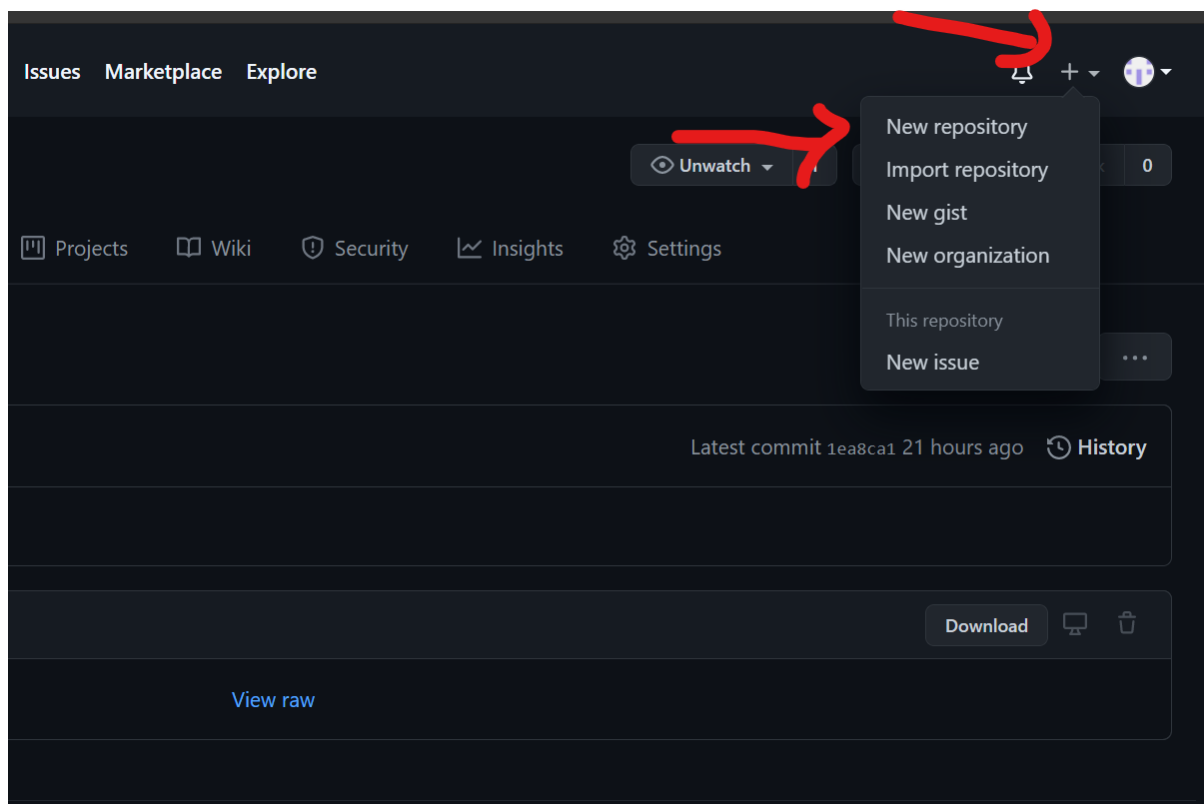 Issues Marketplace Explore
New repository
Unwatch
Import repository
0
New gist
Projects Wiki Security Insights Settings
New organization
This repository
New issue
Latest commit 1ea8ca1 21 hours ago History
Download
View raw